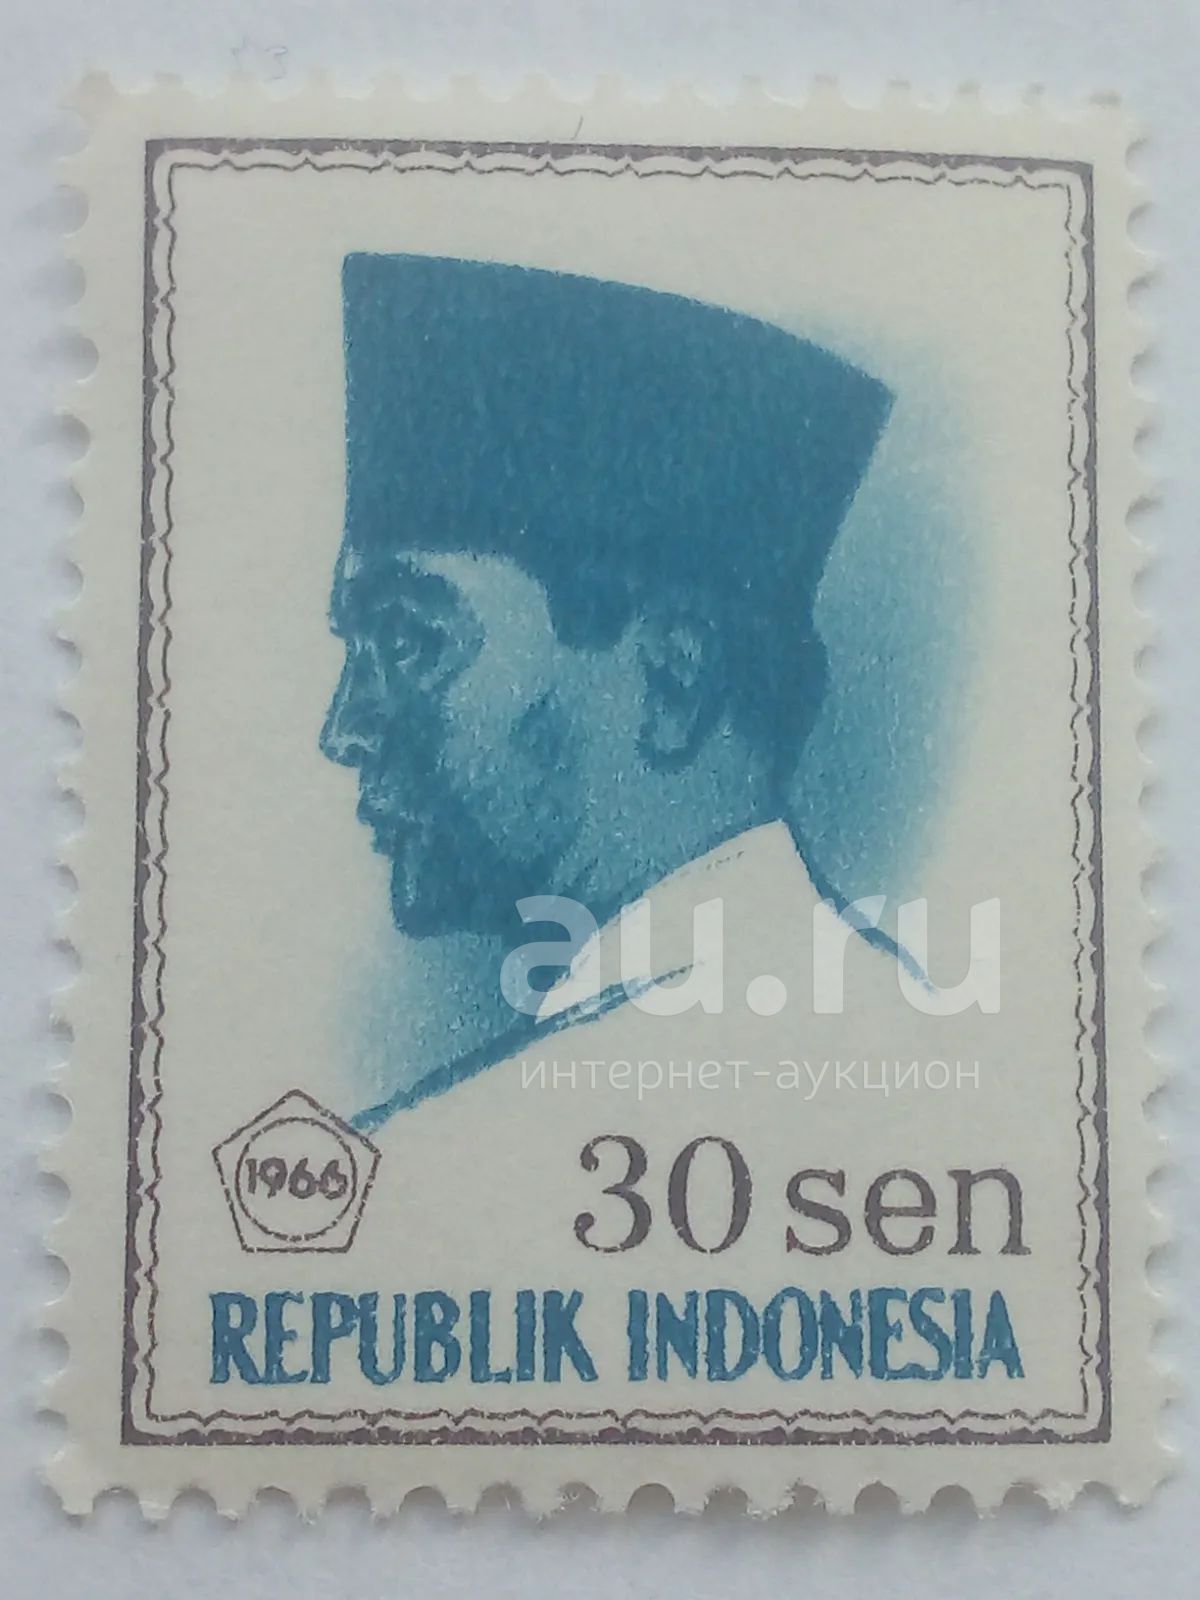 au.ru
интернет-аукцион
1966
30 sen
REPUBLIK INDONESIA